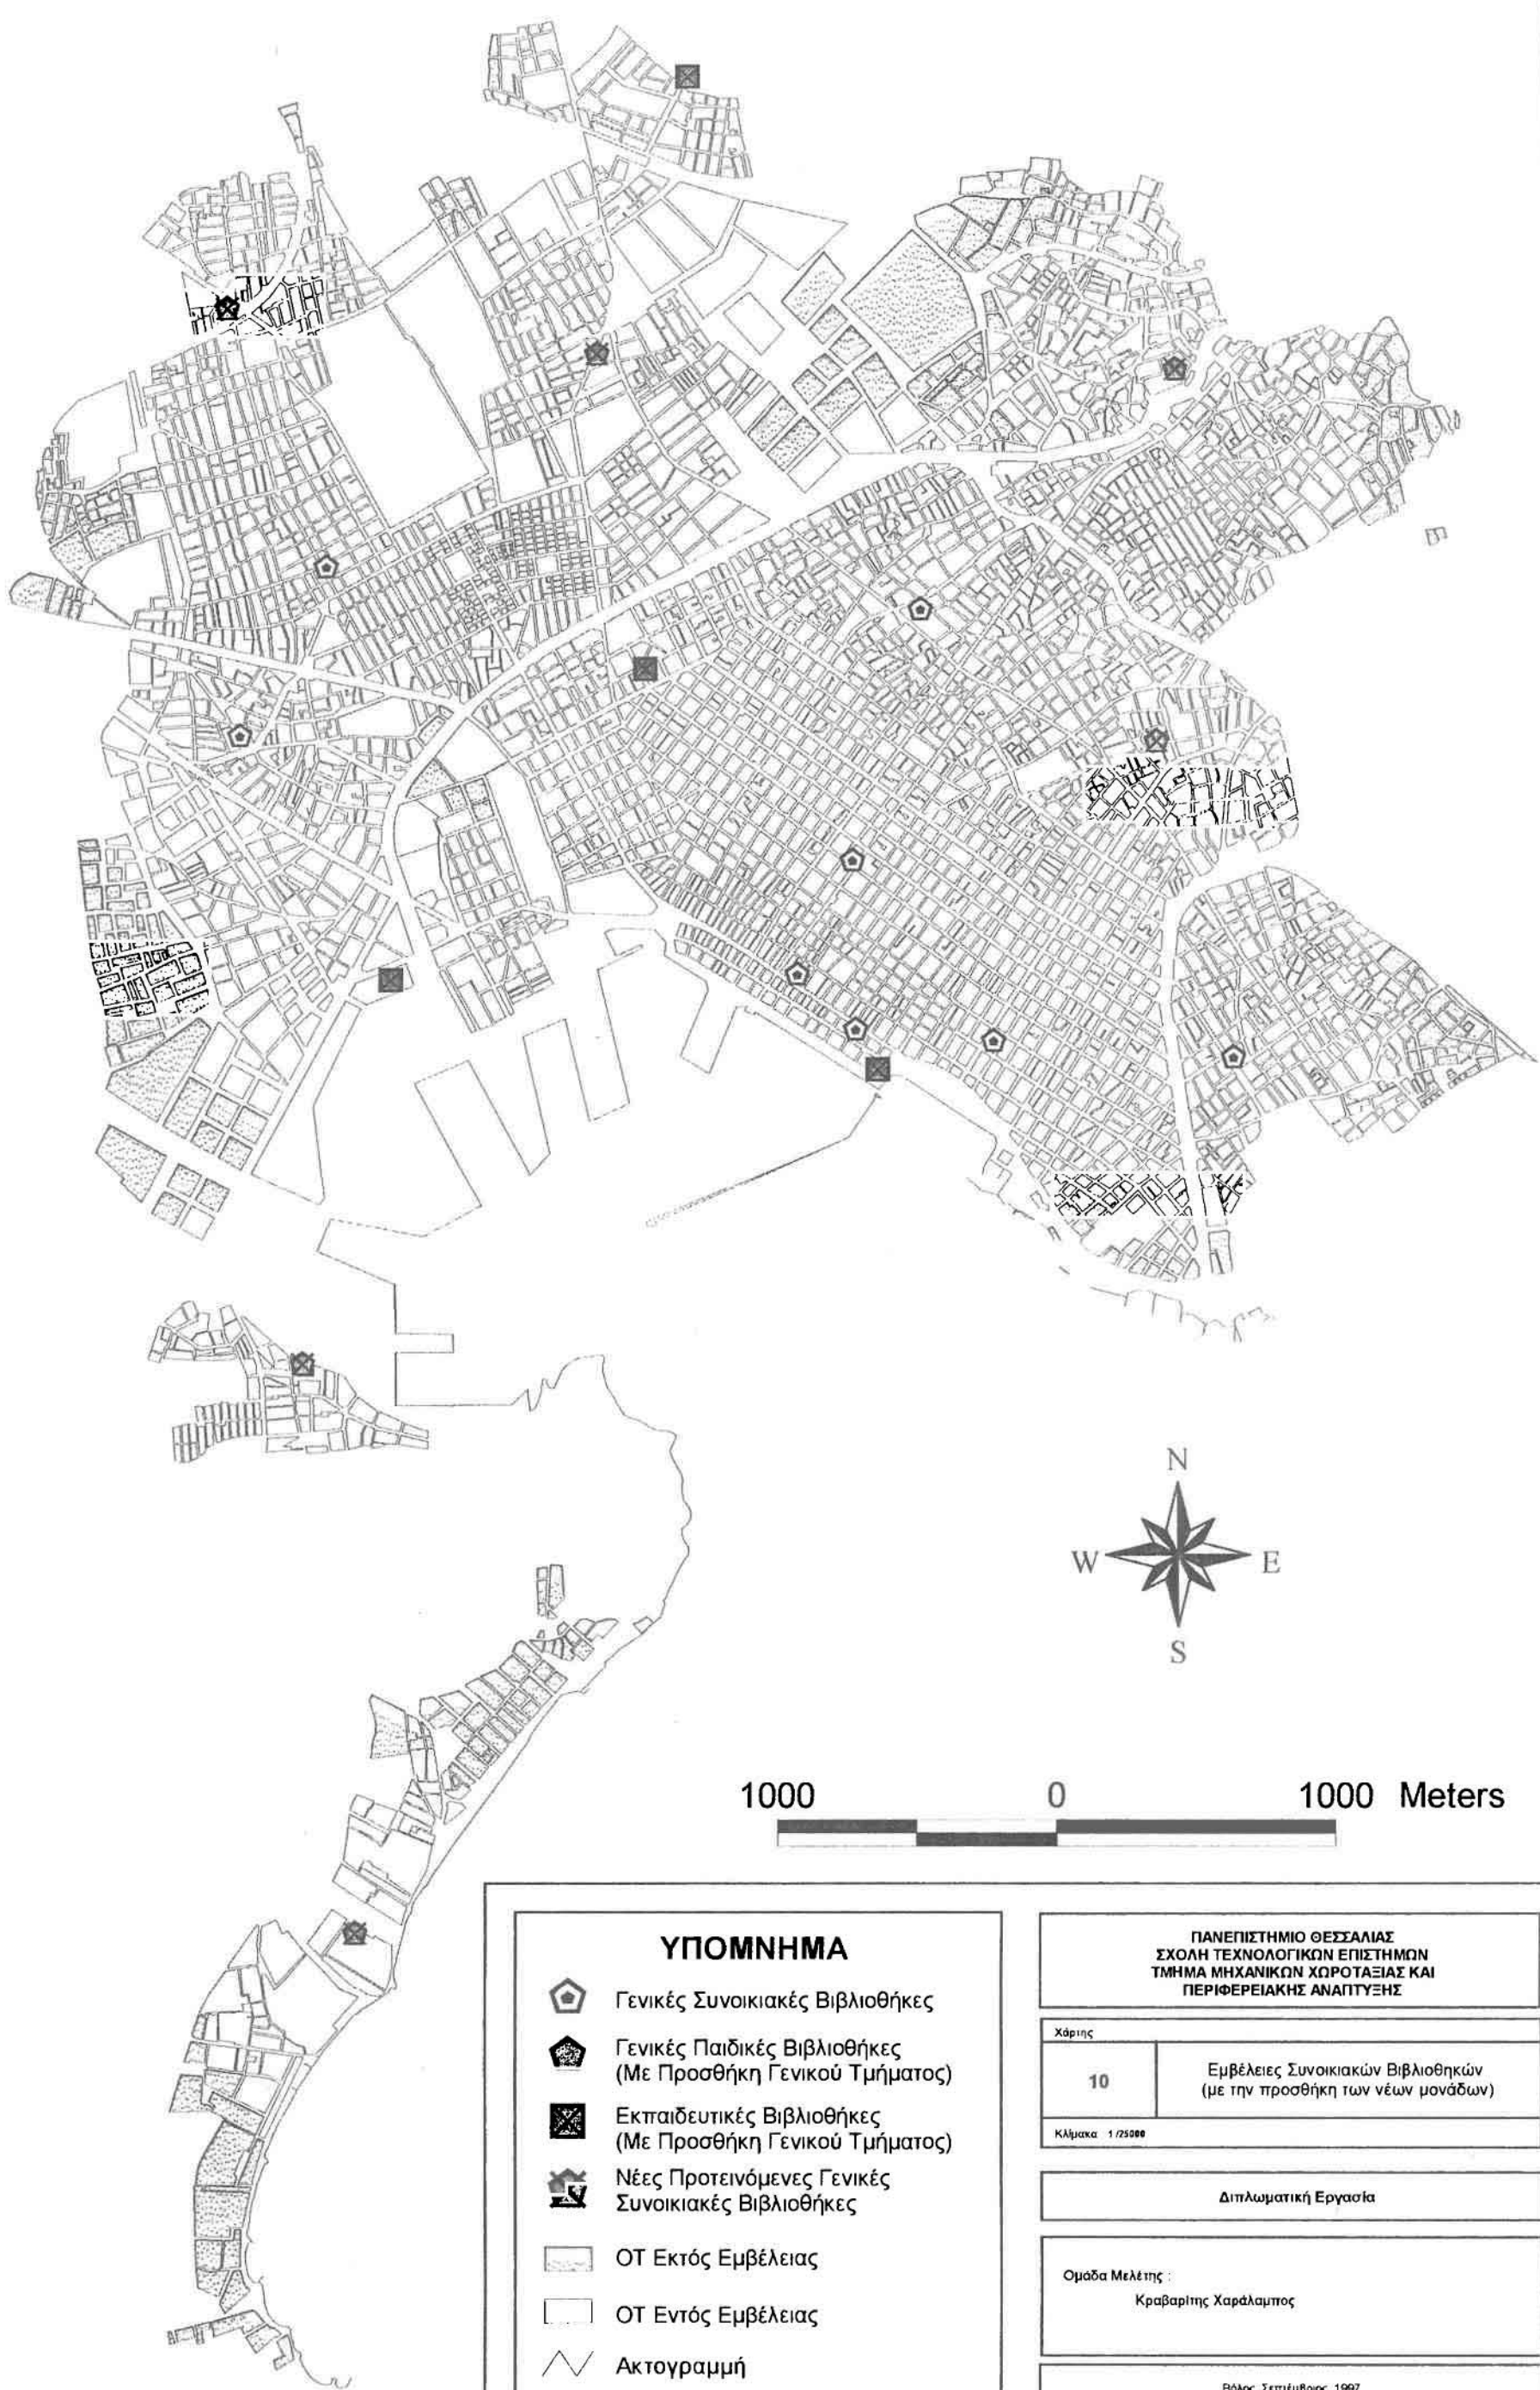 N
W
E
S
1000 0 1000 Meters
ΥΠΟΜΝΗΜΑ
Γενικές Συνοικιακές Βιβλιοθήκες
Γενικές Παιδικές Βιβλιοθήκες
(Με Προσθήκη Γενικού Τμήματος)
Εκπαιδευτικές Βιβλιοθήκες
(Με Προσθήκη Γενικού Τμήματος)
Νέες Προτεινόμενες Γενικές
Συνοικιακές Βιβλιοθήκες
ΟΤ Εκτός Εμβέλειας
ΟΤ Εντός Εμβέλειας
Ακτογραμμή
ΠΑΝΕΠΙΣΤΗΜΙΟ ΘΕΣΣΑΛΙΑΣ
ΣΧΟΛΗ ΤΕΧΝΟΛΟΓΙΚΩΝ ΕΠΙΣΤΗΜΩΝ
ΤΜΗΜΑ ΜΗΧΑΝΙΚΩΝ ΧΩΡΟΤΑΞΙΑΣ ΚΑΙ
ΠΕΡΙΦΕΡΕΙΑΚΗΣ ΑΝΑΠΤΥΞΗΣ
Χάρτης
10
Εμβέλειες Συνοικιακών Βιβλιοθηκών
(με την προσθήκη των νέων μονάδων)
Κλίμακα 1/25000
Διπλωματική Εργασία
Ομάδα Μελέτης :
Κραβαρίτης Χαράλαμπος
Βόλος, Σεπτέμβριος 1997